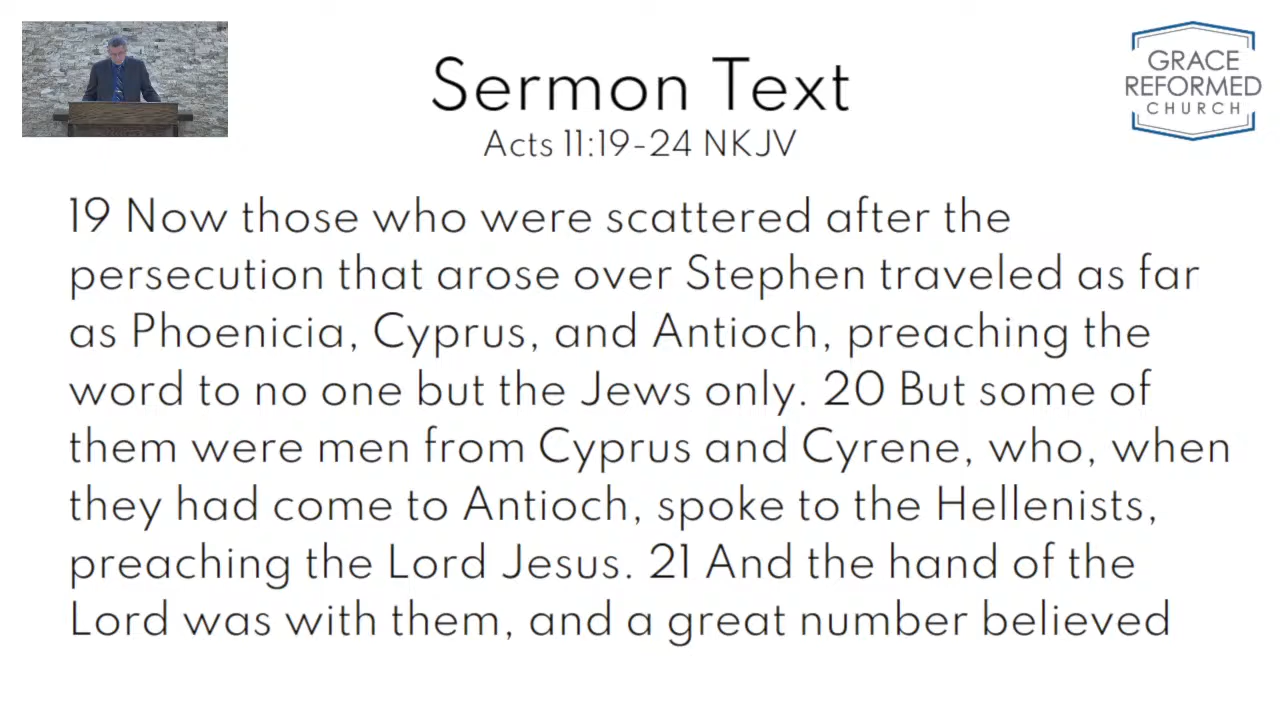 Sermon Text
Acts 11:19-24 NKJV
GRACE
REFORMED
CHURCH
19 Now those who were scattered after the
persecution that arose over Stephen traveled as far
as Phoenicia, Cyprus, and Antioch, preaching the
word to no one but the Jews only. 20 But some of
them were men from Cyprus and Cyrene, who, when
they had come to Antioch, spoke to the Hellenists,
preaching the Lord Jesus. 21 And the hand of the
Lord was with them, and a great number believed